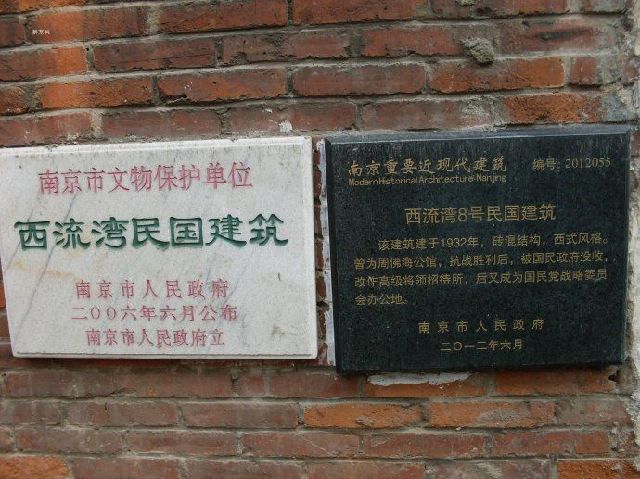 南京市文物保护单位
西流湾民国建筑
南京市人民政府
二〇〇六年六月公布
南京市人民政府立
南京重要近现代建筑 编号:2012055
Modern Historical Architecture·Nanjing
西流湾8号民国建筑
该建筑建于1932年，砖混结构，西式风格。
曾为周佛海公馆，抗战胜利后，被国民政府没收，
改作高级将领招待所，后又成为国民党战略委员
会办公地。
南京市人民政府
二〇一二年六月